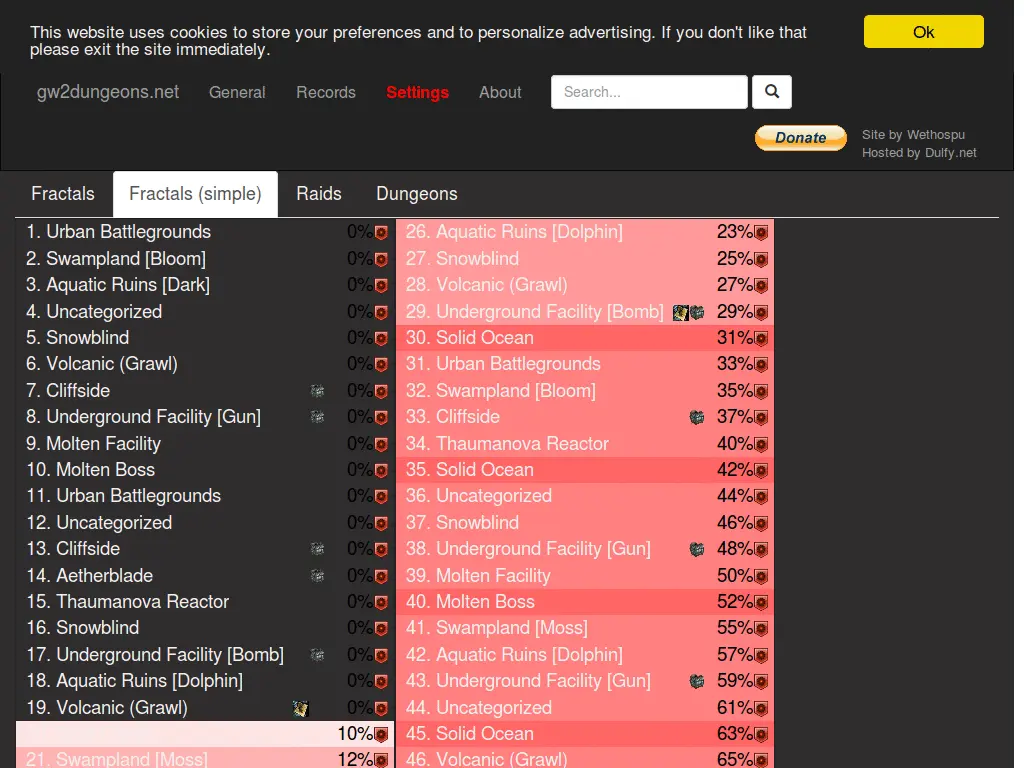 This website uses cookies to store your preferences and to personalize advertising. If you don't like that
please exit the site immediately.
Ok
gw2dungeons.net General Records Settings About Search...
Donate
Site by Wethospu
Hosted by Dulfy.net
Fractals Fractals (simple) Raids Dungeons
1. Urban Battlegrounds 0%
2. Swampland [Bloom] 0%
3. Aquatic Ruins [Dark] 0%
4. Uncategorized 0%
5. Snowblind 0%
6. Volcanic (Grawl) 0%
7. Cliffside 0%
8. Underground Facility [Gun] 0%
9. Molten Facility 0%
10. Molten Boss 0%
11. Urban Battlegrounds 0%
12. Uncategorized 0%
13. Cliffside 0%
14. Aetherblade 0%
15. Thaumanova Reactor 0%
16. Snowblind 0%
17. Underground Facility [Bomb] 0%
18. Aquatic Ruins [Dolphin] 0%
19. Volcanic (Grawl) 0%
10%
21. Swampland [Moss] 12%
26. Aquatic Ruins [Dolphin] 23%
27. Snowblind 25%
28. Volcanic (Grawl) 27%
29. Underground Facility [Bomb] 29%
30. Solid Ocean 31%
31. Urban Battlegrounds 33%
32. Swampland [Bloom] 35%
33. Cliffside 37%
34. Thaumanova Reactor 40%
35. Solid Ocean 42%
36. Uncategorized 44%
37. Snowblind 46%
38. Underground Facility [Gun] 48%
39. Molten Facility 50%
40. Molten Boss 52%
41. Swampland [Moss] 55%
42. Aquatic Ruins [Dolphin] 57%
43. Underground Facility [Gun] 59%
44. Uncategorized 61%
45. Solid Ocean 63%
46. Volcanic (Grawl) 65%